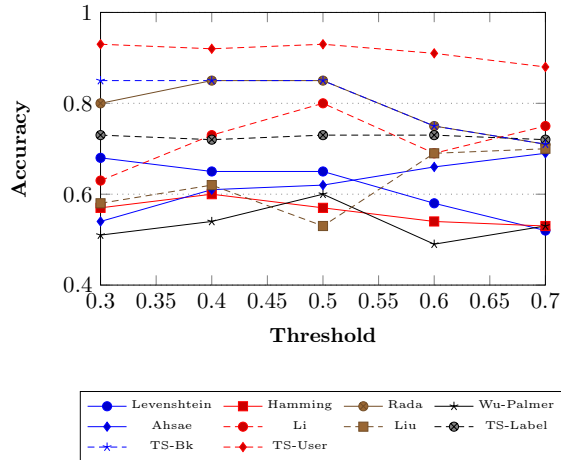 1
0.8
0.6
0.4
Accuracy
0.3 0.35 0.4 0.45 0.5 0.55 0.6 0.65 0.7
Threshold
Levenshtein Hamming Rada Wu-Palmer
Ahsae Li Liu TS-Label
TS-Bk TS-User